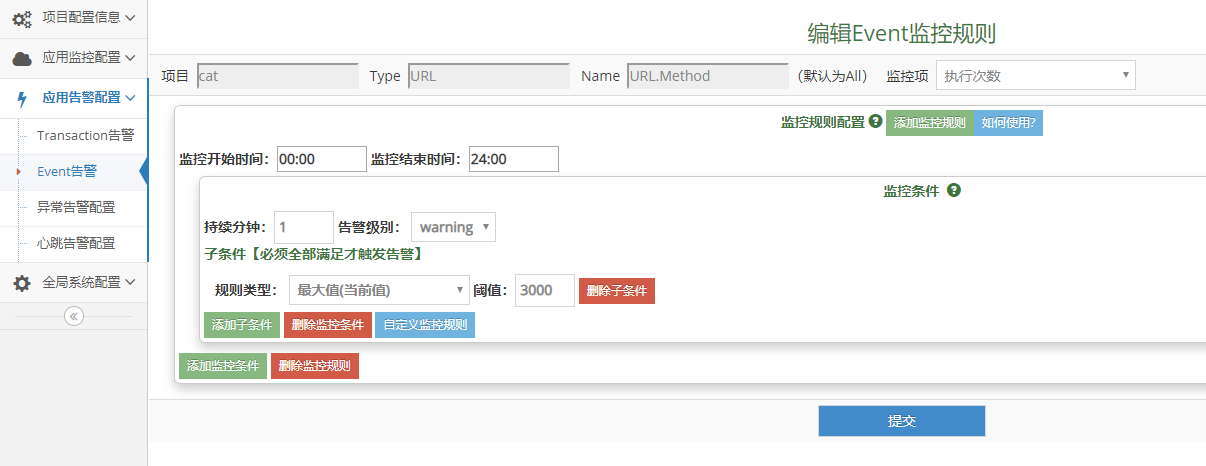 项目配置信息
应用监控配置
应用告警配置
Transaction告警
Event告警
异常告警配置
心跳告警配置
全局系统配置
编辑Event监控规则
项目 cat Type URL Name URL.Method (默认为All) 监控项 执行次数
监控规则配置 添加监控规则 如何使用?
监控开始时间: 00:00 监控结束时间: 24:00
监控条件
持续分钟: 1 告警级别: warning
子条件【必须全部满足才触发告警】
规则类型: 最大值(当前值) 阈值: 3000 删除子条件
添加子条件 删除监控条件 自定义监控规则
添加监控条件 删除监控规则
提交